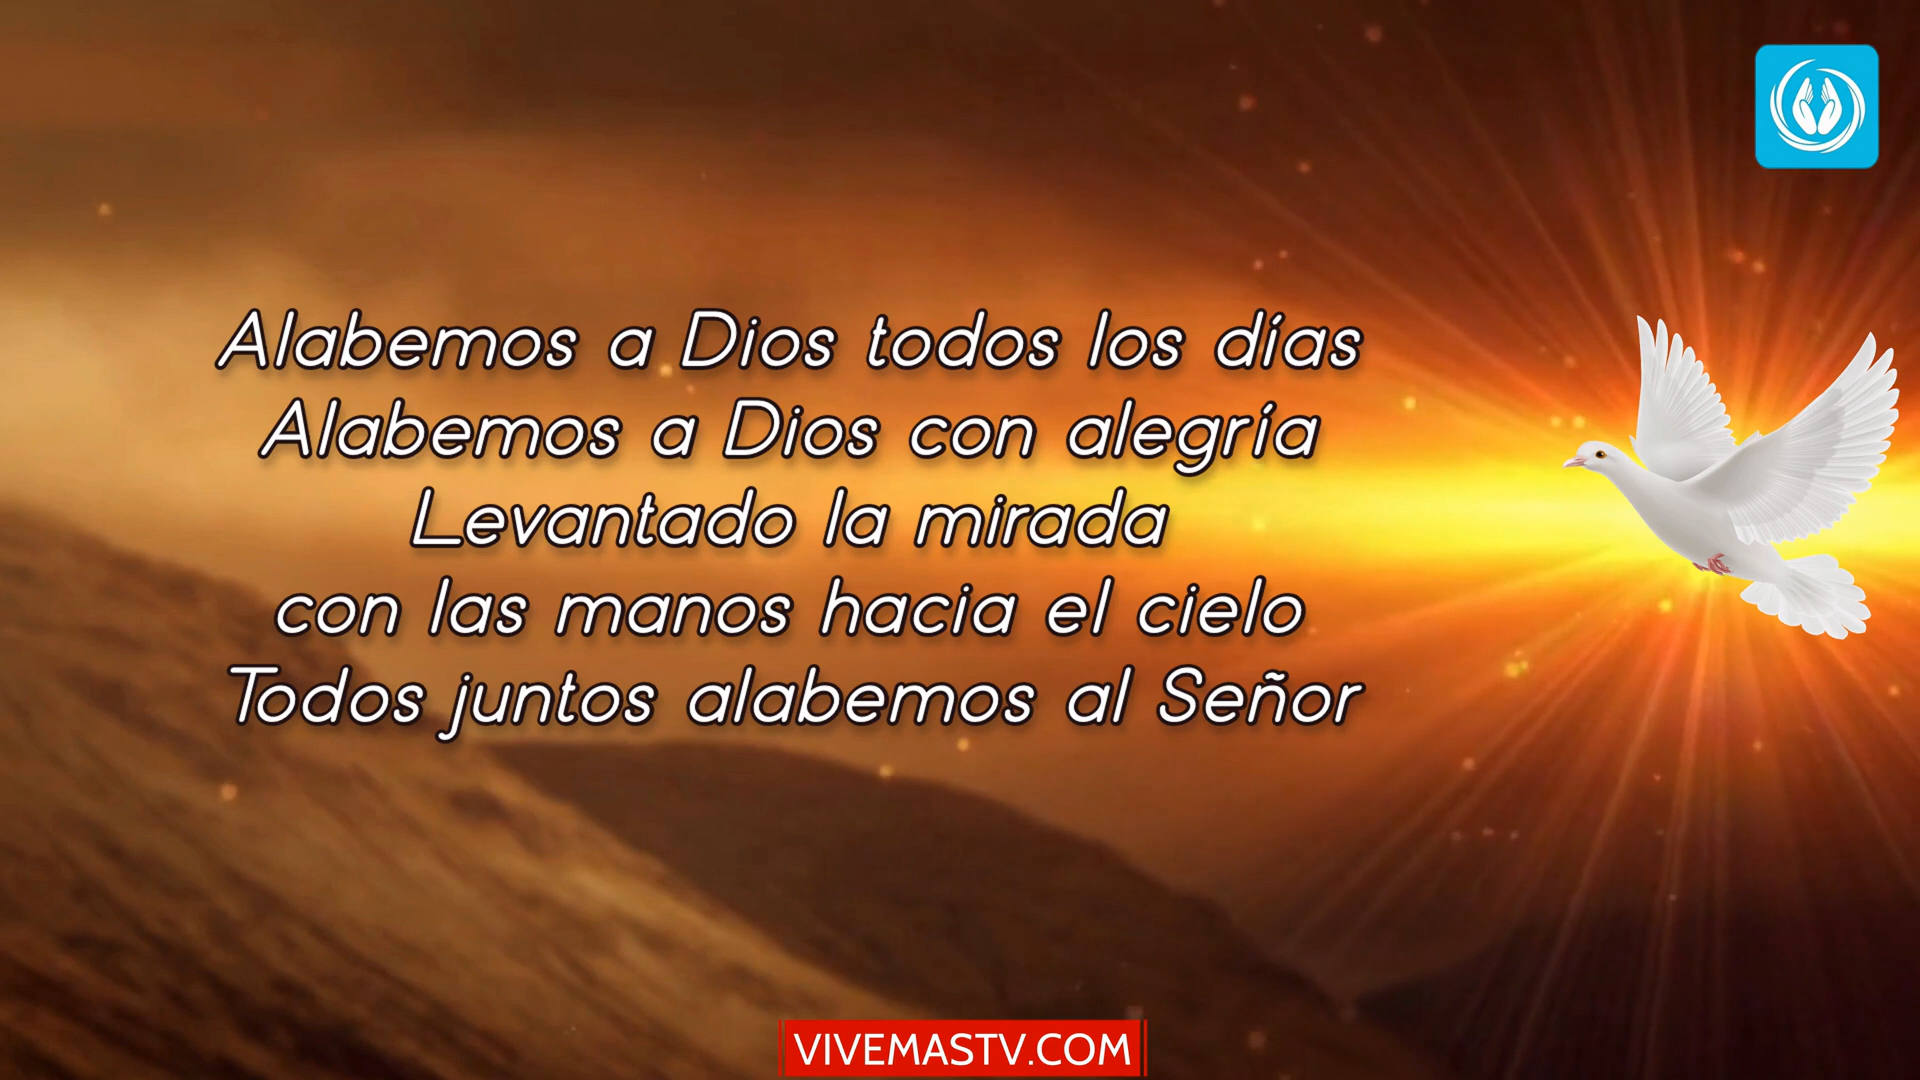 Alabemos a Dios todos los días
Alabemos a Dios con alegría
Levantado la mirada
con las manos hacia el cielo
Todos juntos alabemos al Señor
VIVEMASTV.COM